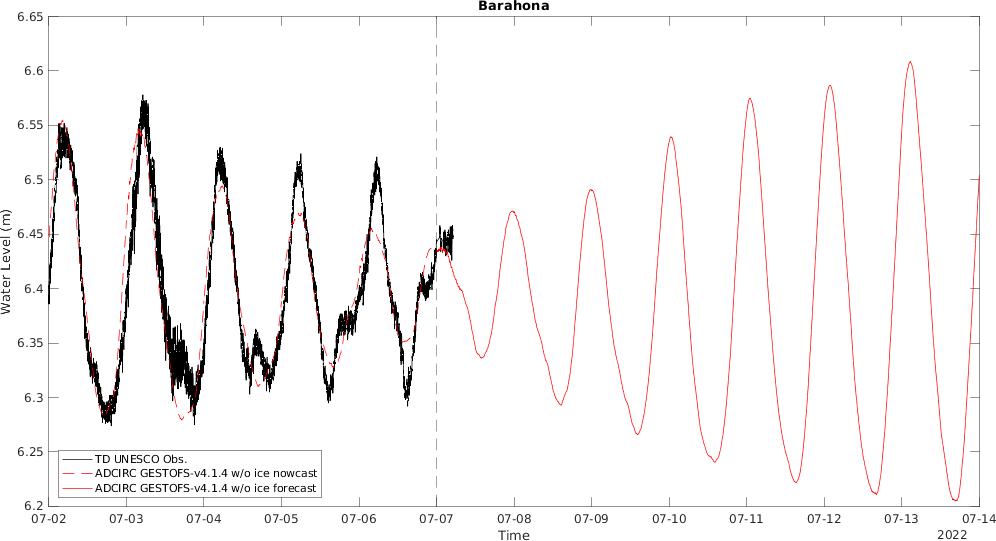 Barahona
6.65
6.6
6.55
6.5
6.45
6.4
6.35
6.3
6.25
6.2
Water Level (m)
TD UNESCO Obs.
ADCIRC GESTOFS-v4.1.4 w/o ice nowcast
ADCIRC GESTOFS-v4.1.4 w/o ice forecast
07-02 07-03 07-04 07-05 07-06 07-07 07-08 07-09 07-10 07-11 07-12 07-13 07-14
Time
2022